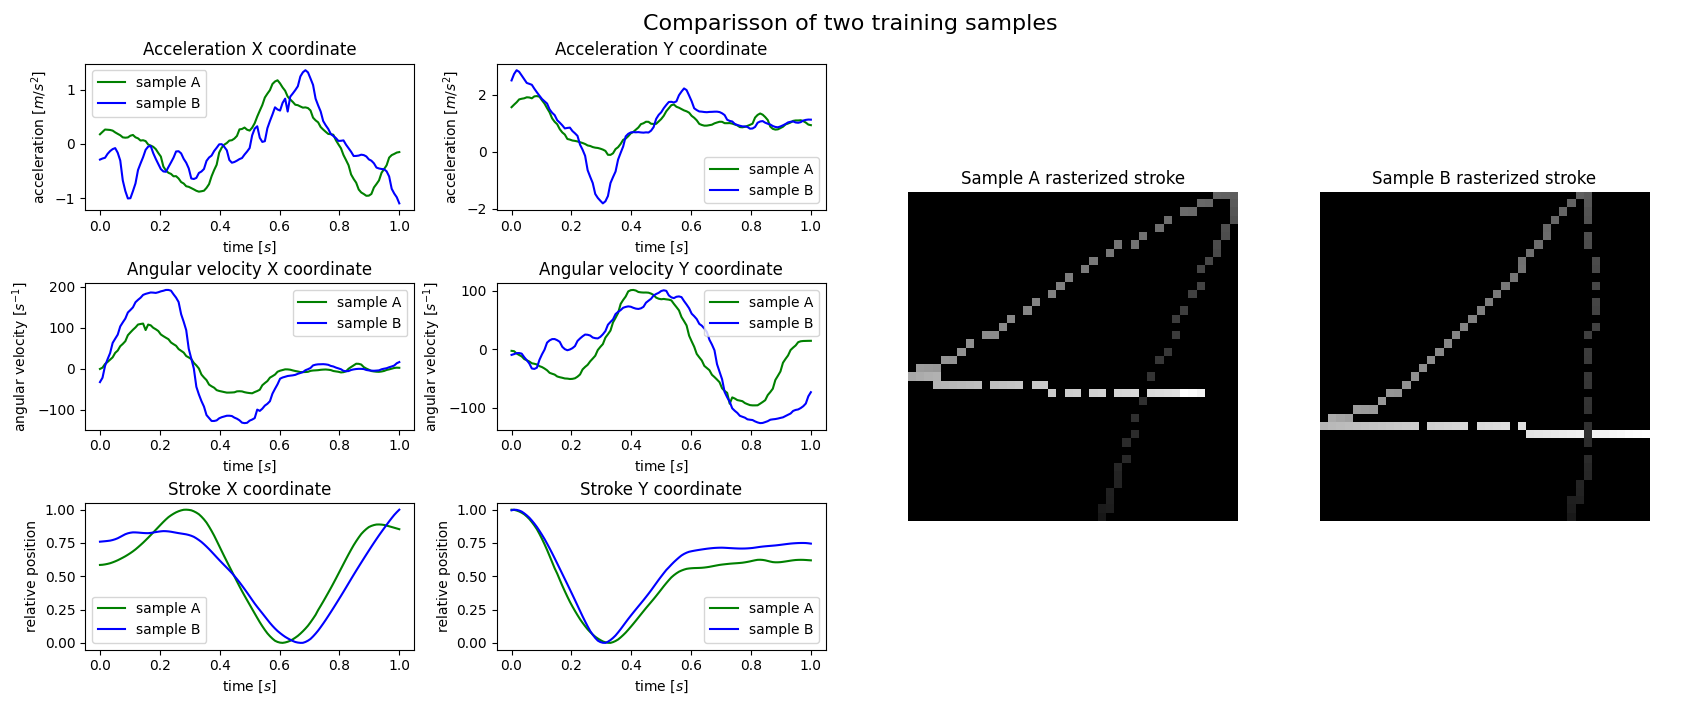 Comparisson of two training samples
Acceleration X coordinate
acceleration [m/s²]
1
0
−1
sample A
sample B
0.0 0.2 0.4 0.6 0.8 1.0
time [s]
Acceleration Y coordinate
acceleration [m/s²]
2
0
−2
sample A
sample B
0.0 0.2 0.4 0.6 0.8 1.0
time [s]
Angular velocity X coordinate
angular velocity [s⁻¹]
200
100
0
−100
sample A
sample B
0.0 0.2 0.4 0.6 0.8 1.0
time [s]
Angular velocity Y coordinate
angular velocity [s⁻¹]
100
0
−100
sample A
sample B
0.0 0.2 0.4 0.6 0.8 1.0
time [s]
Stroke X coordinate
relative position
1.00
0.75
0.50
0.25
0.00
sample A
sample B
0.0 0.2 0.4 0.6 0.8 1.0
time [s]
Stroke Y coordinate
relative position
1.00
0.75
0.50
0.25
0.00
sample A
sample B
0.0 0.2 0.4 0.6 0.8 1.0
time [s]
Sample A rasterized stroke
Sample B rasterized stroke